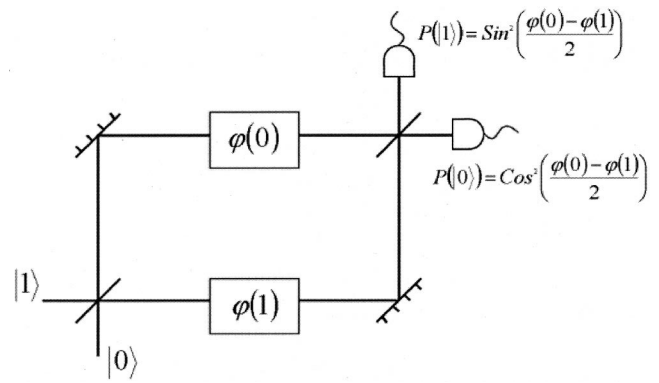 P(|1⟩)= Sin²((φ(0)−φ(1))/2)
φ(0)
P(|0⟩)= Cos²((φ(0)−φ(1))/2)
|1⟩
φ(1)
|0⟩